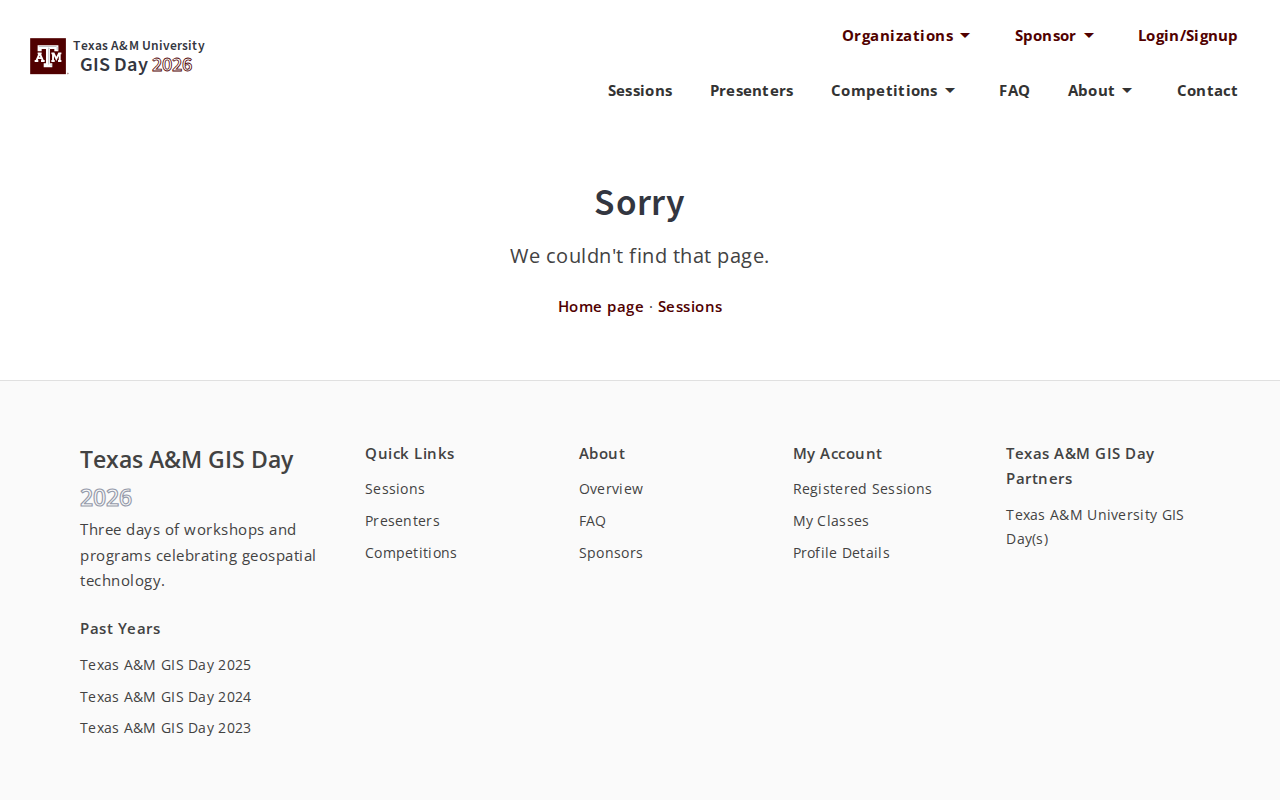 Texas A&M University
GIS Day 2026
Organizations
Sponsor
Login/Signup
Sessions
Presenters
Competitions
FAQ
About
Contact
Sorry
We couldn't find that page.
Home page · Sessions
Texas A&M GIS Day
2026
Three days of workshops and
programs celebrating geospatial
technology.
Past Years
Texas A&M GIS Day 2025
Texas A&M GIS Day 2024
Texas A&M GIS Day 2023
Quick Links
Sessions
Presenters
Competitions
About
Overview
FAQ
Sponsors
My Account
Registered Sessions
My Classes
Profile Details
Texas A&M GIS Day
Partners
Texas A&M University GIS
Day(s)